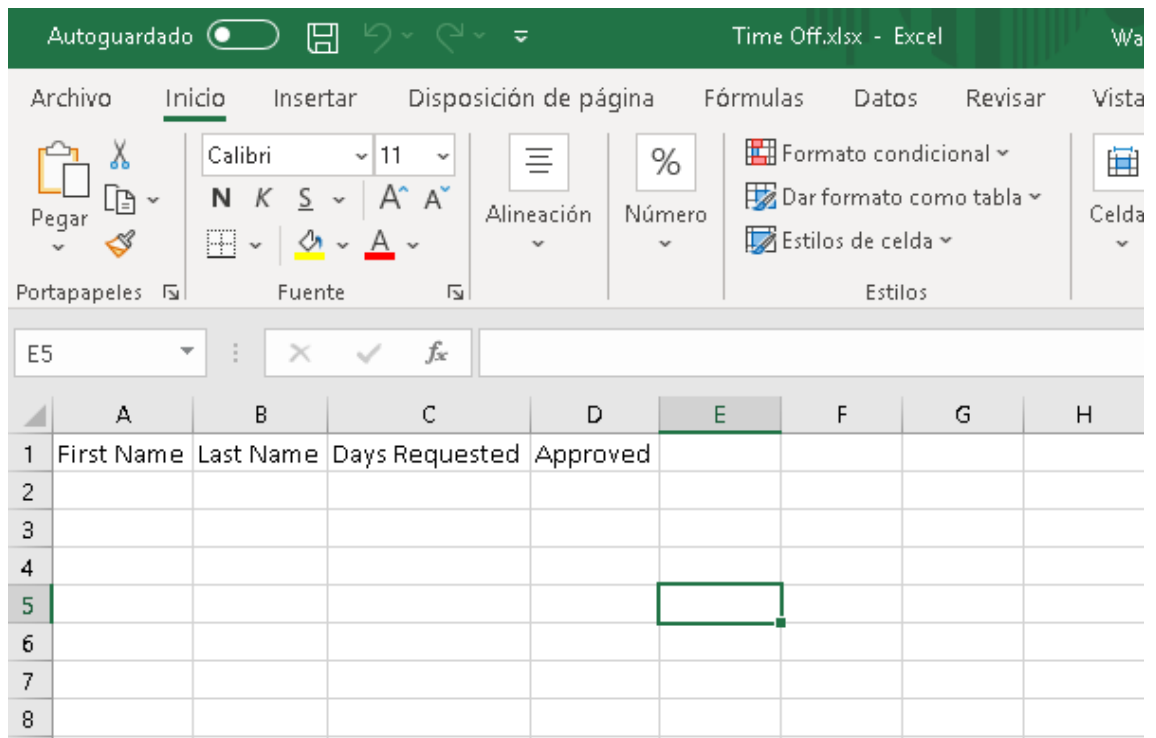 Autoguardado Time Off.xlsx - Excel Wa
Archivo Inicio Insertar Disposición de página Fórmulas Datos Revisar Vista
Calibri 11 % Formato condicional
Pegar N K S A A Alineación Número Dar formato como tabla Celda
A Estilos de celda
Portapapeles Fuente Estilos
E5 fx
A B C D E F G H
1 First Name Last Name Days Requested Approved
2
3
4
5
6
7
8